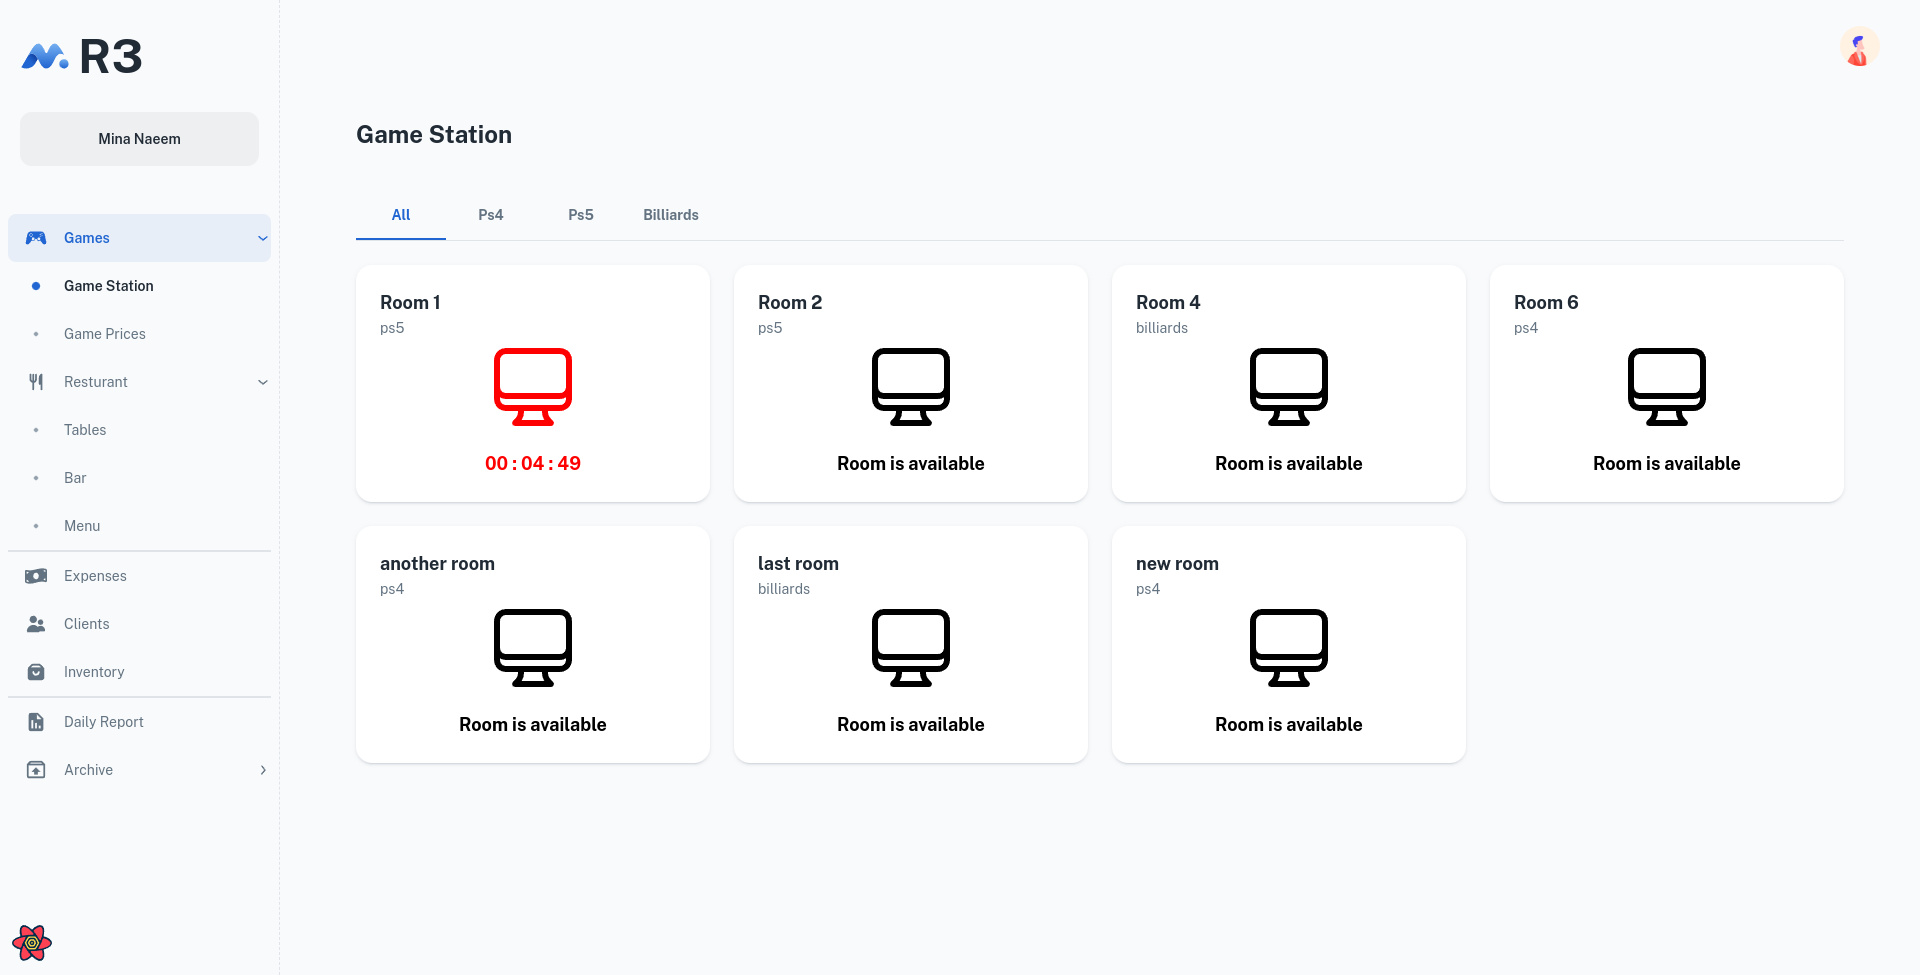 R3
Mina Naeem
Games
Game Station
Game Prices
Resturant
Tables
Bar
Menu
Expenses
Clients
Inventory
Daily Report
Archive
Game Station
All Ps4 Ps5 Billiards
Room 1
ps5
00 : 04 : 49
Room 2
ps5
Room is available
Room 4
billiards
Room is available
Room 6
ps4
Room is available
another room
ps4
Room is available
last room
billiards
Room is available
new room
ps4
Room is available